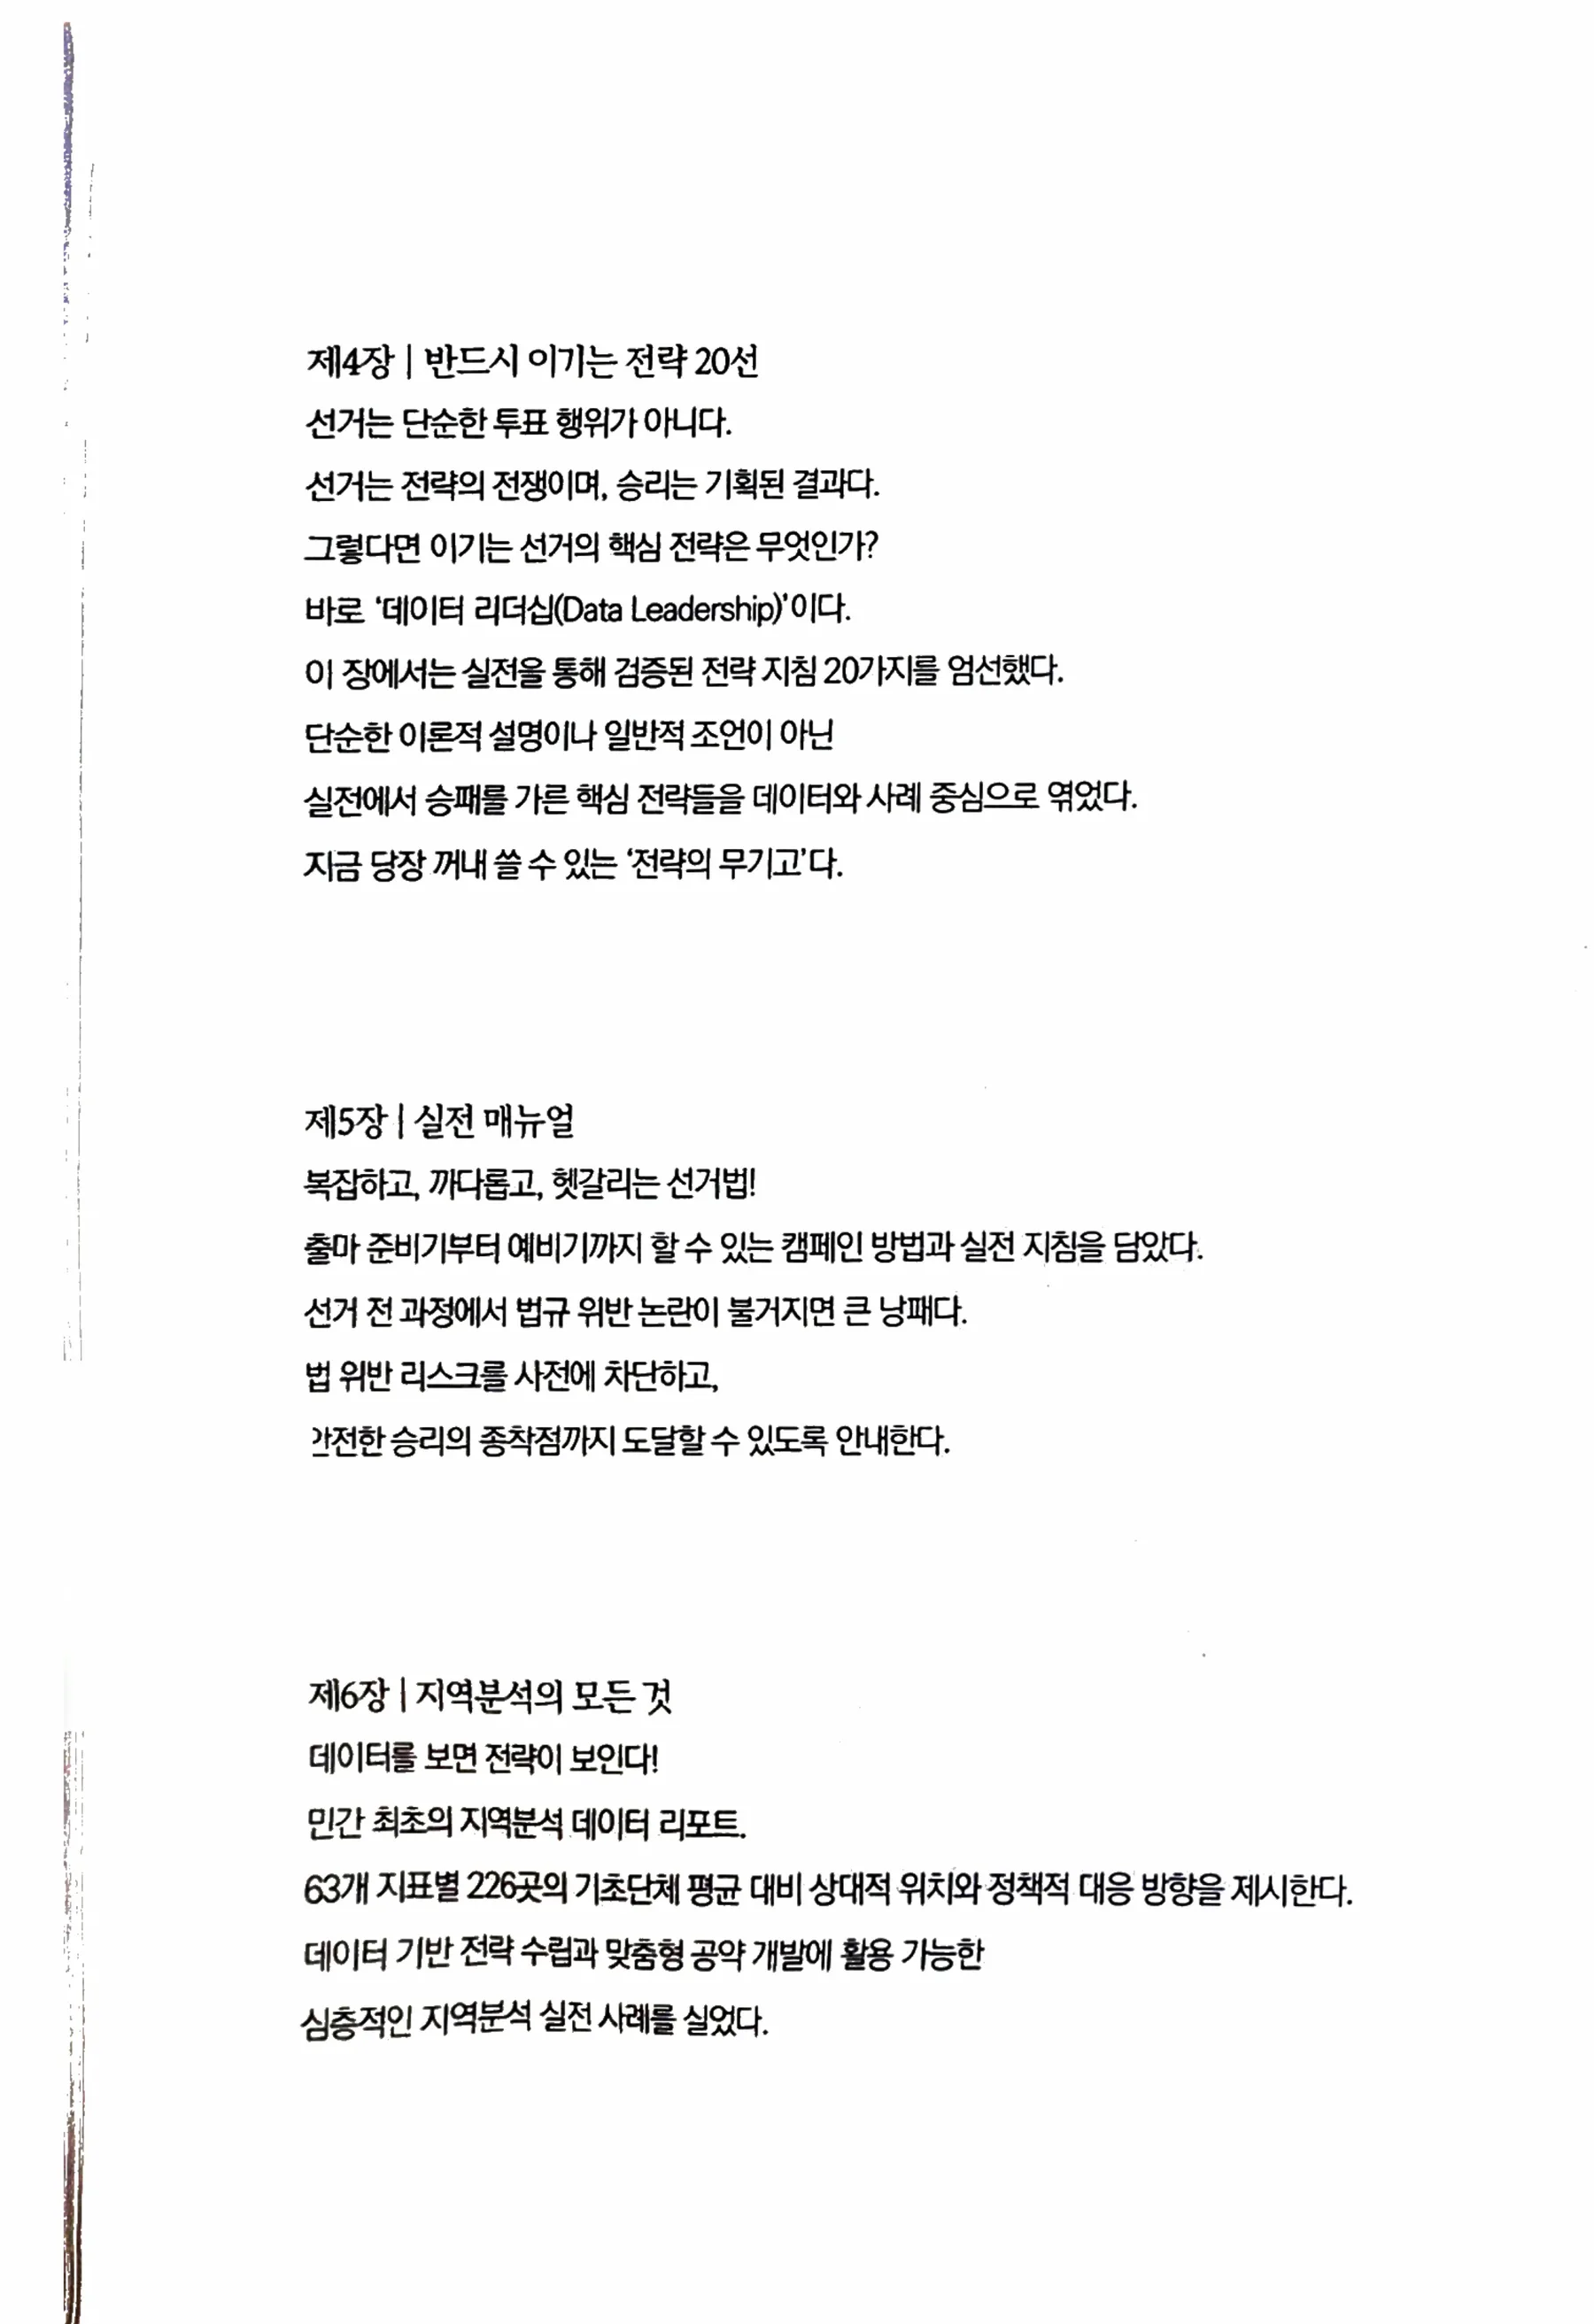 제4장 | 반드시 이기는 전략 20선
선거는 단순한 투표 행위가 아니다.
선거는 전략의 전쟁이며, 승리는 기획된 결과다.
그렇다면 이기는 선거의 핵심 전략은 무엇인가?
바로 ‘데이터 리더십(Data Leadership)’이다.
이 장에서는 실전을 통해 검증된 전략 지침 20가지를 엄선했다.
단순한 이론적 설명이나 일반적 조언이 아닌
실전에서 승패를 가른 핵심 전략들을 데이터와 사례 중심으로 엮었다.
지금 당장 꺼내 쓸 수 있는 ‘전략의 무기고’다.
제5장 | 실전 매뉴얼
복잡하고, 까다롭고, 헷갈리는 선거법!
출마 준비기부터 예비기까지 할 수 있는 캠페인 방법과 실전 지침을 담았다.
선거 전 과정에서 법규 위반 논란이 불거지면 큰 낭패다.
법 위반 리스크를 사전에 차단하고,
안전한 승리의 종착점까지 도달할 수 있도록 안내한다.
제6장 | 지역분석의 모든 것
데이터를 보면 전략이 보인다!
민간 최초의 지역분석 데이터 리포트.
63개 지표별 226곳의 기초단체 평균 대비 상대적 위치와 정책적 대응 방향을 제시한다.
데이터 기반 전략 수립과 맞춤형 공약 개발에 활용 가능한
심층적인 지역분석 실전 사례를 실었다.